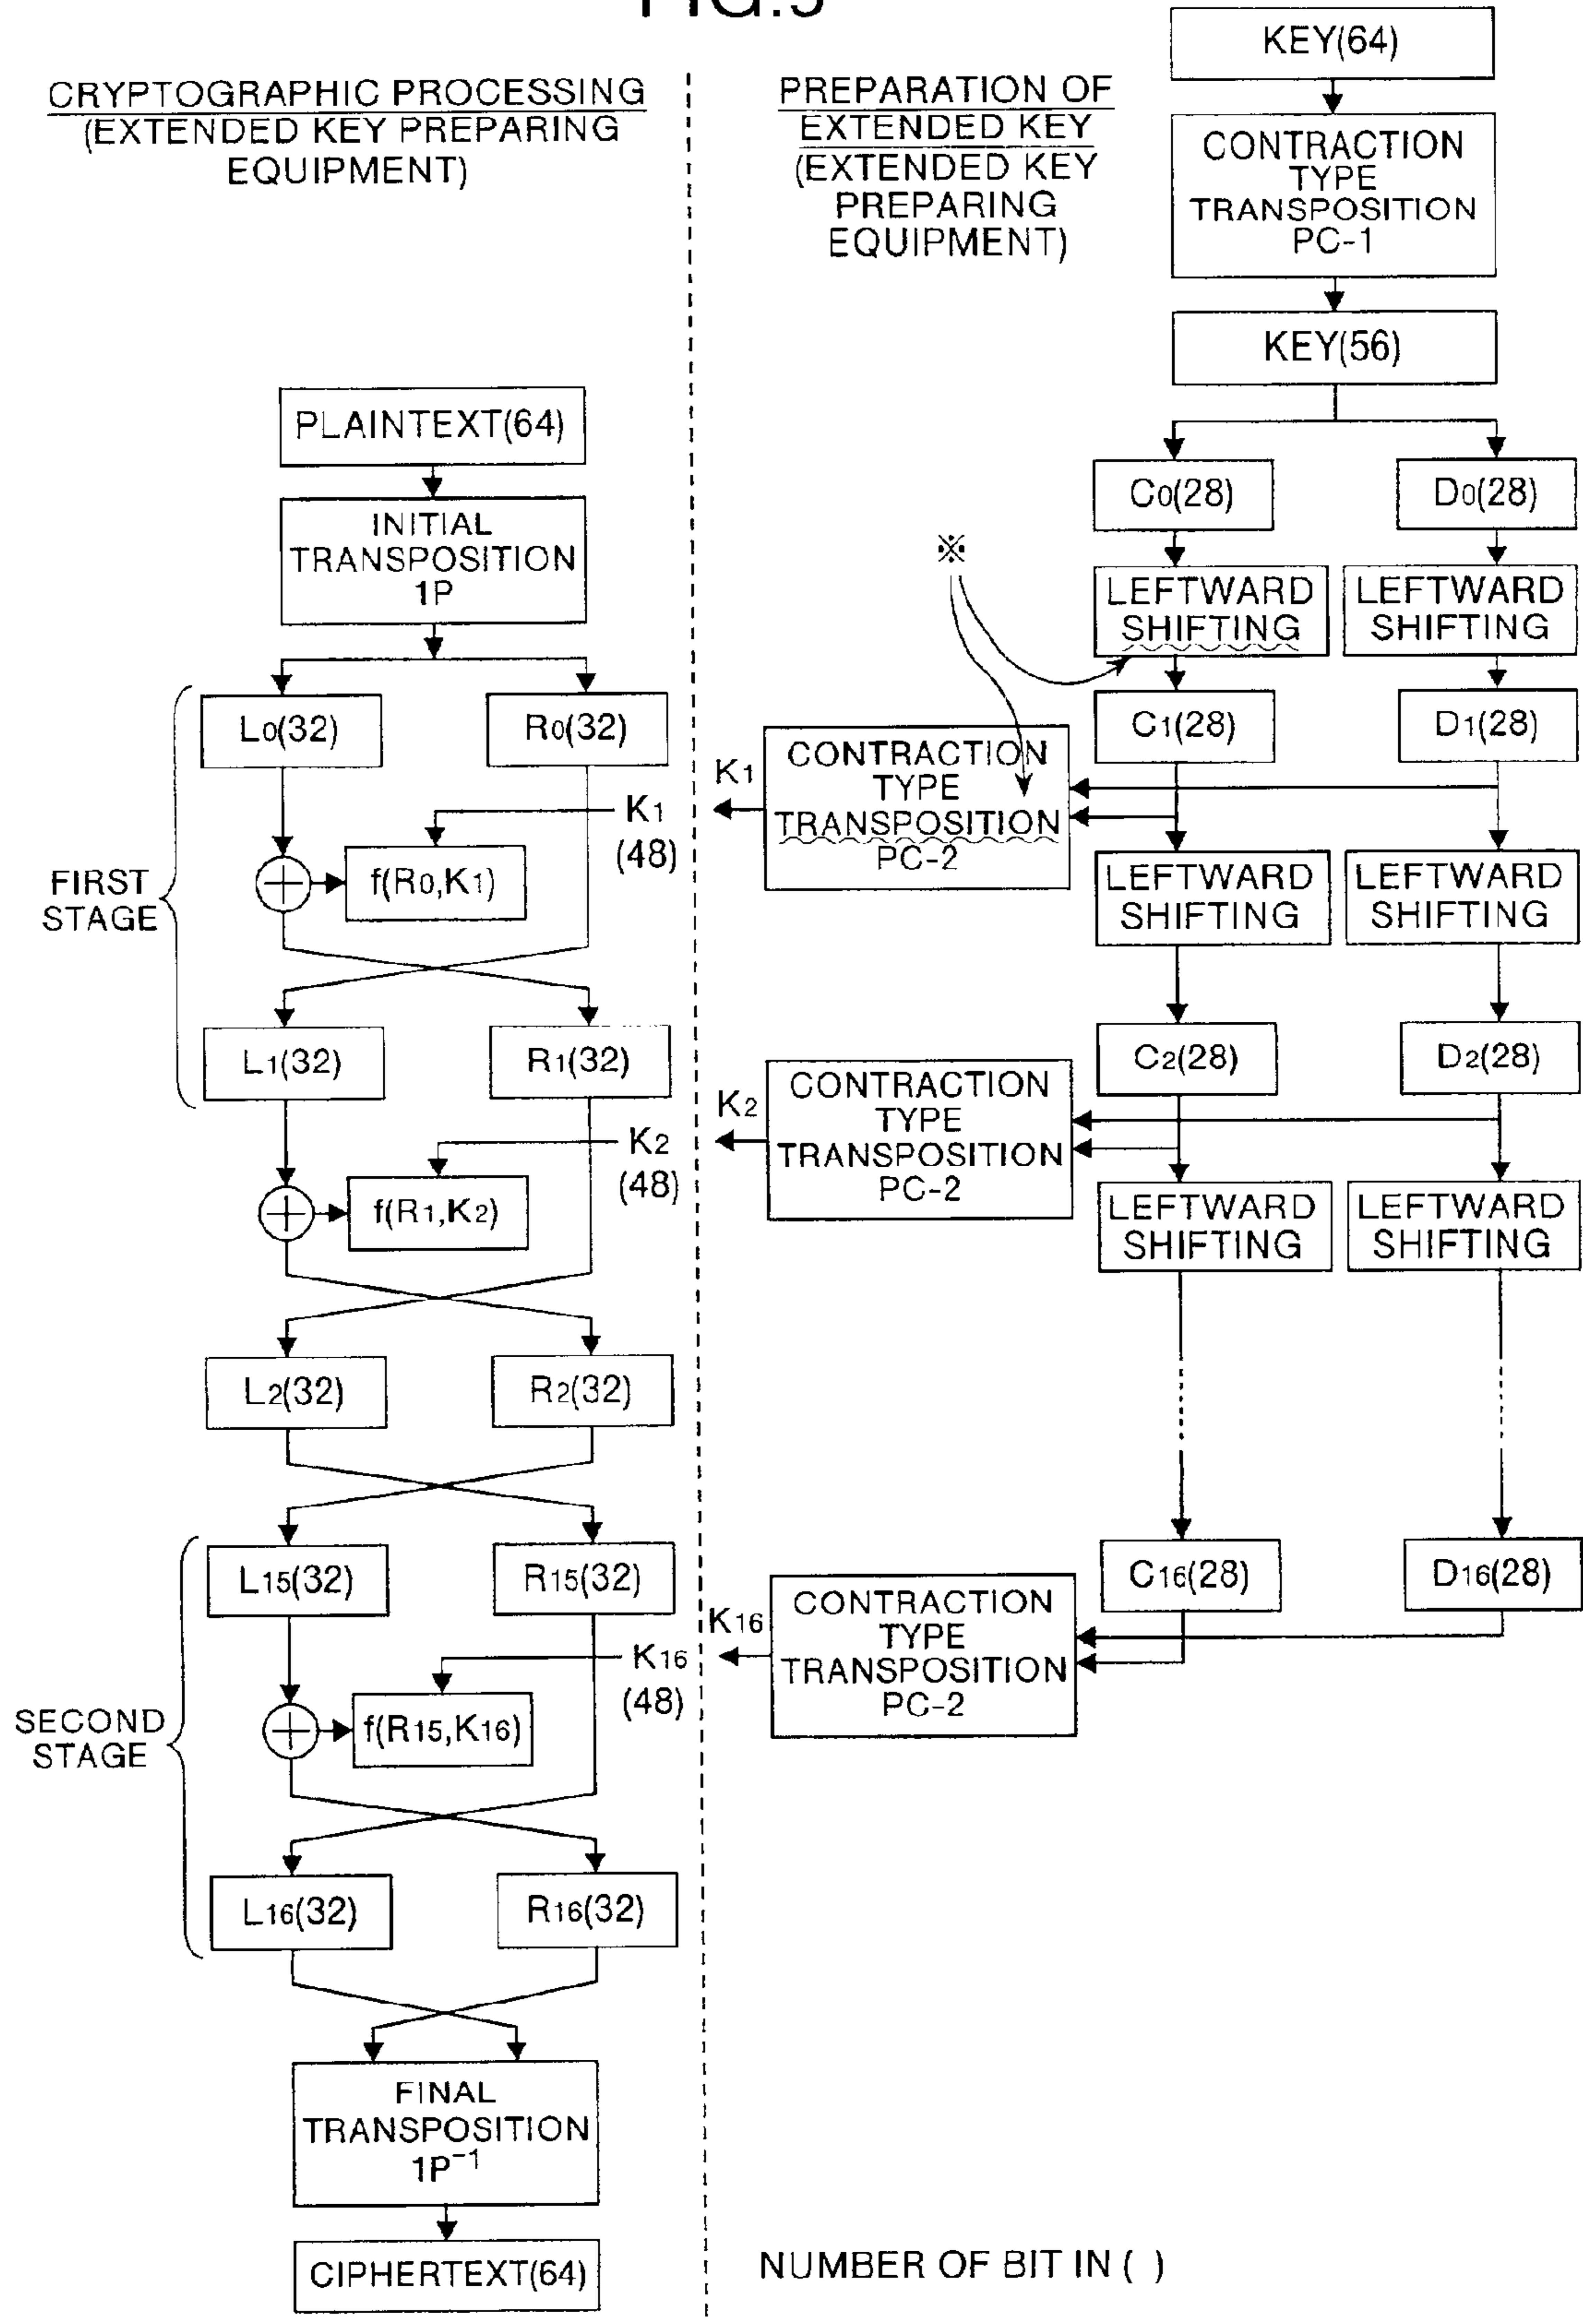 FIG.5
CRYPTOGRAPHIC PROCESSING
(EXTENDED KEY PREPARING
EQUIPMENT)
PREPARATION OF
EXTENDED KEY
(EXTENDED KEY
PREPARING
EQUIPMENT)
KEY(64)
CONTRACTION
TYPE
TRANSPOSITION
PC-1
KEY(56)
PLAINTEXT(64)
INITIAL
TRANSPOSITION
1P
C0(28)
D0(28)
※
LEFTWARD
SHIFTING
LEFTWARD
SHIFTING
FIRST
STAGE
L0(32)
R0(32)
K1
(48)
f(R0,K1)
K1
CONTRACTION
TYPE
TRANSPOSITION
PC-2
C1(28)
D1(28)
LEFTWARD
SHIFTING
LEFTWARD
SHIFTING
L1(32)
R1(32)
K2
(48)
f(R1,K2)
K2
CONTRACTION
TYPE
TRANSPOSITION
PC-2
C2(28)
D2(28)
LEFTWARD
SHIFTING
LEFTWARD
SHIFTING
L2(32)
R2(32)
SECOND
STAGE
L15(32)
R15(32)
K16
(48)
f(R15,K16)
K16
CONTRACTION
TYPE
TRANSPOSITION
PC-2
C16(28)
D16(28)
L16(32)
R16(32)
FINAL
TRANSPOSITION
1P⁻¹
CIPHERTEXT(64)
NUMBER OF BIT IN ( )